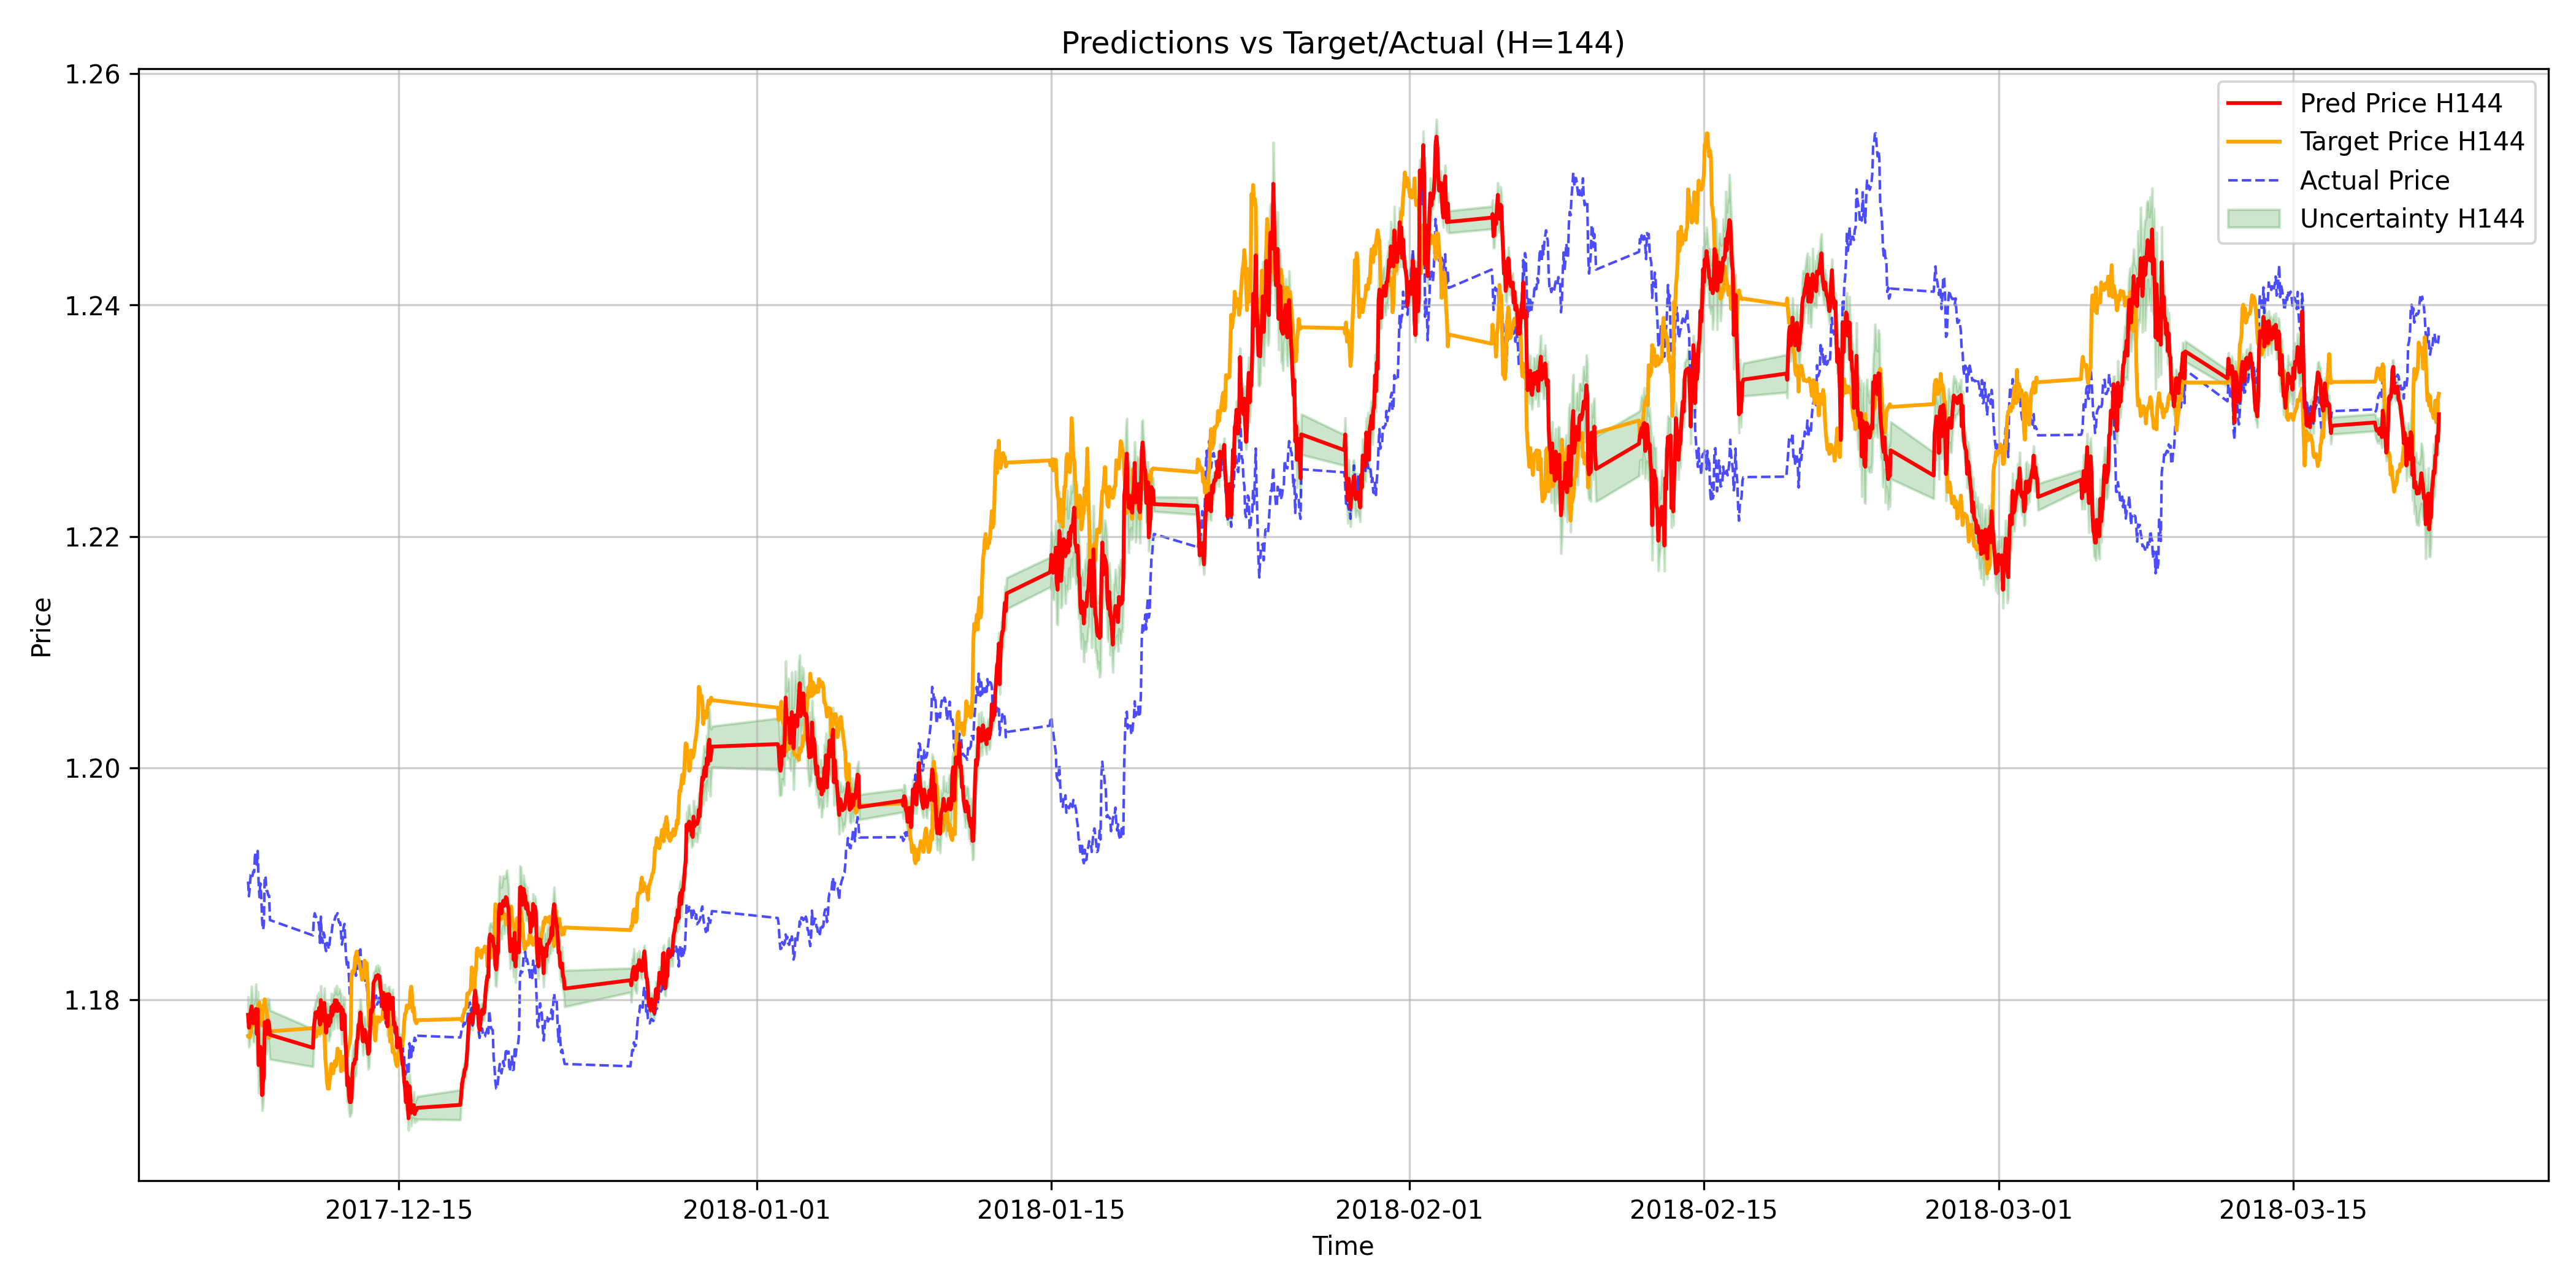 Predictions vs Target/Actual (H=144)
1.26
1.24
1.22
1.20
1.18
Price
Pred Price H144
Target Price H144
Actual Price
Uncertainty H144
2017-12-15
2018-01-01
2018-01-15
2018-02-01
2018-02-15
2018-03-01
2018-03-15
Time